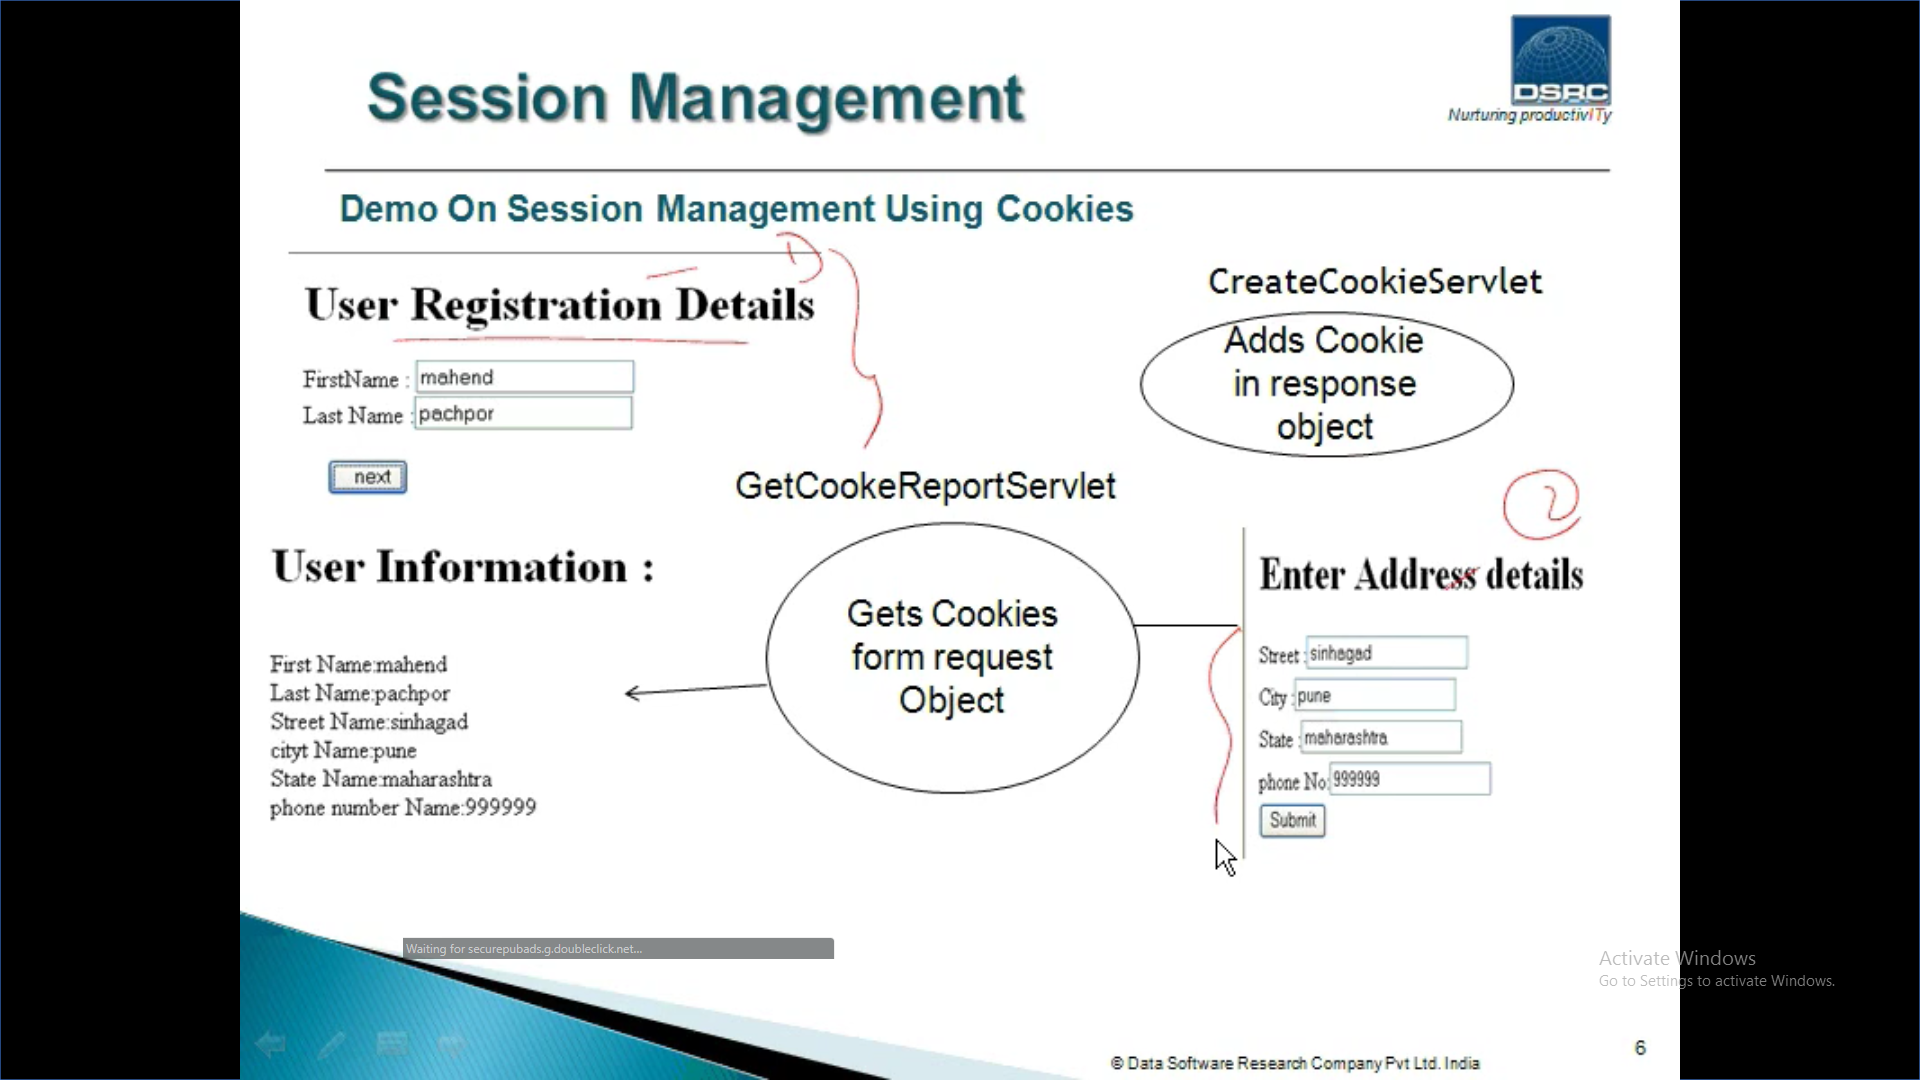 DSRC
Nurturing productivITy
Session Management
Demo On Session Management Using Cookies
1
User Registration Details
FirstName : mahend
Last Name : pachpor
next
CreateCookieServlet
Adds Cookie
in response
object
GetCookeReportServlet
Gets Cookies
form request
Object
2
Enter Address details
Street : sinhagad
City : pune
State : maharashtra
phone No: 999999
Submit
User Information :
First Name:mahend
Last Name:pachpor
Street Name:sinhagad
cityt Name:pune
State Name:maharashtra
phone number Name:999999
Waiting for securepubads.g.doubleclick.net...
Activate Windows
Go to Settings to activate Windows.
6
© Data Software Research Company Pvt Ltd. India